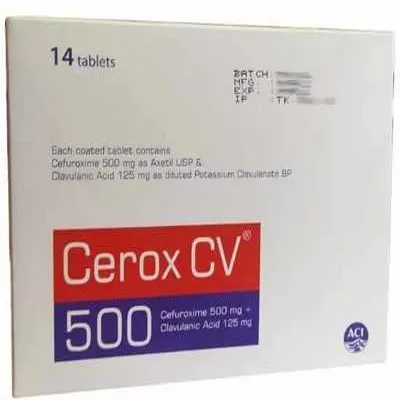 14 tablets
BATCH:
MFG. :
EXP. :
IP : TK.
Each coated tablet contains
Cefuroxime 500 mg as Axetil USP &
Clavulanic Acid 125 mg as diluted Potassium Clavulanate BP
Cerox CV®
500
Cefuroxime 500 mg +
Clavulanic Acid 125 mg
ACI